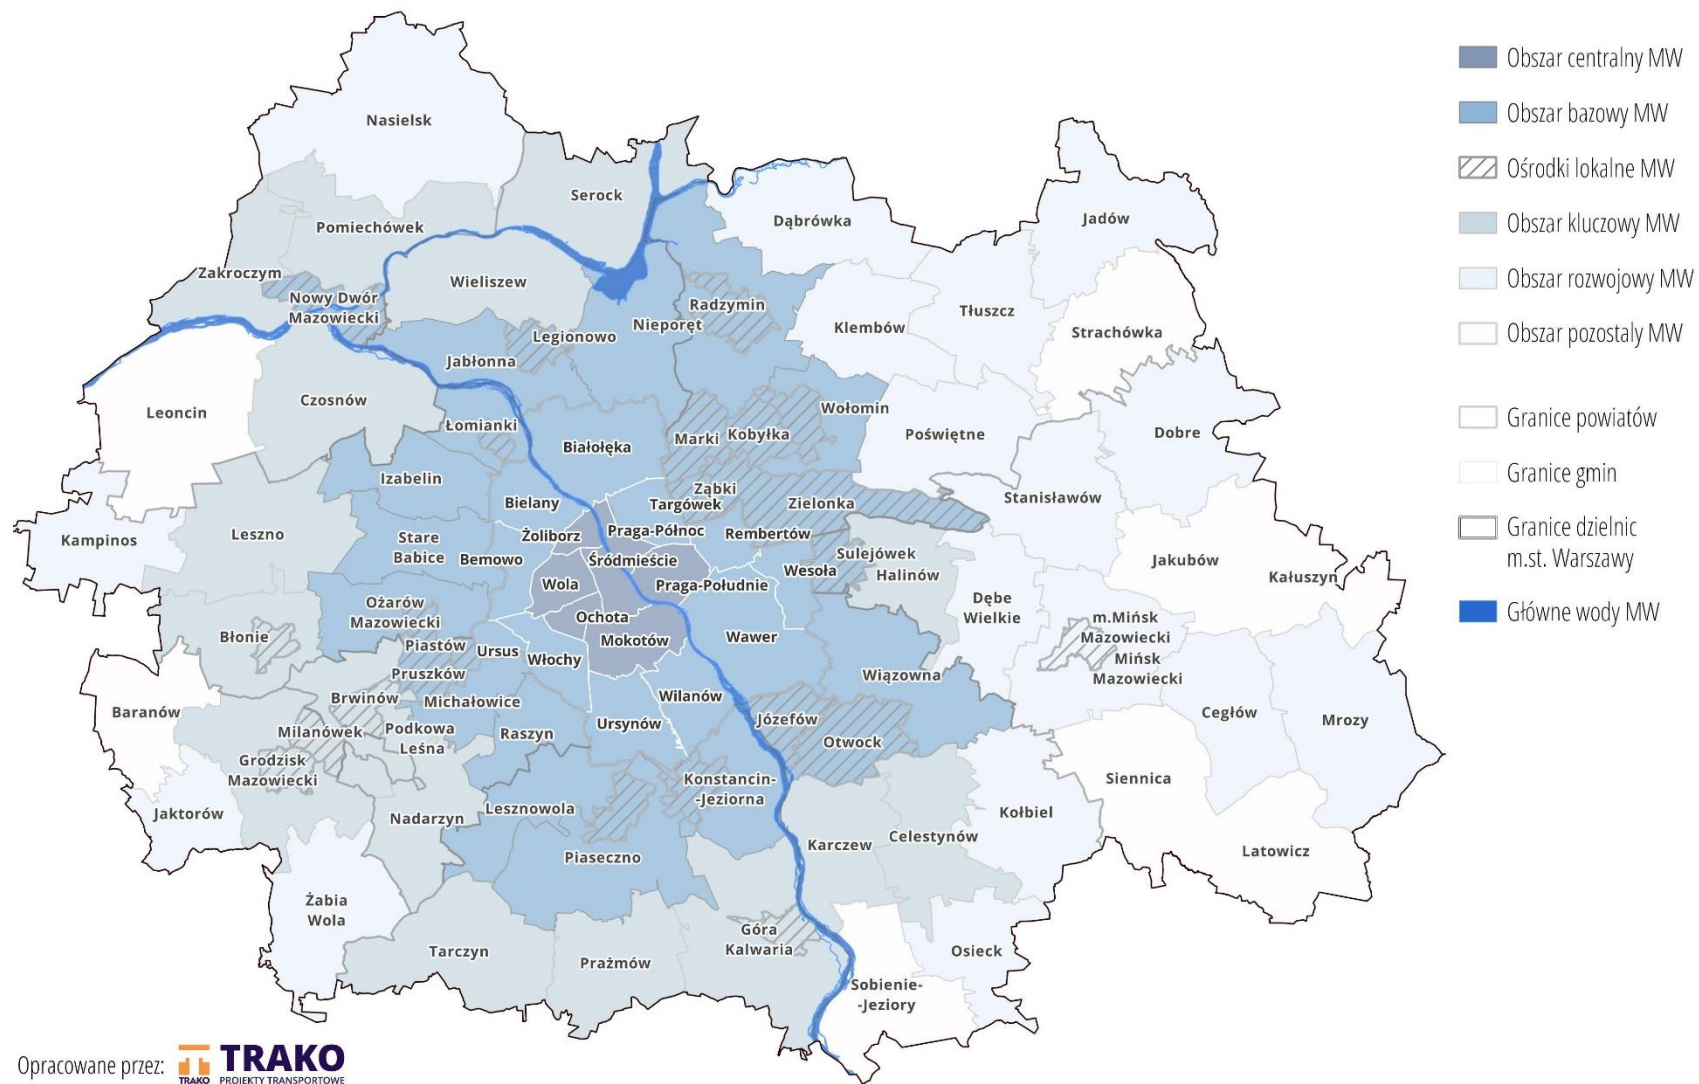 Nasielsk
Serock
Dąbrówka
Jadów
Pomiechówek
Zakroczym
Wieliszew
Nowy Dwór
Mazowiecki
Radzymin
Nieporęt
Legionowo
Jabłonna
Klembów
Tłuszcz
Strachówka
Leoncin
Czosnów
Łomianki
Białołęka
Wołomin
Marki
Kobyłka
Poświętne
Dobre
Izabelin
Bielany
Ząbki
Targówek
Zielonka
Stanisławów
Kampinos
Leszno
Stare
Babice
Bemowo
Żoliborz
Praga-Północ
Rembertów
Śródmieście
Sulejówek
Halinów
Wesoła
Jakubów
Kałuszyn
Wola
Praga-Południe
Dębe
Wielkie
Ożarów
Mazowiecki
Ochota
Mokotów
Wawer
m.Mińsk
Mazowiecki
Mińsk
Mazowiecki
Błonie
Piastów
Ursus
Włochy
Pruszków
Wiązowna
Baranów
Brwinów
Michałowice
Wilanów
Cegłów
Mrozy
Milanówek
Podkowa
Leśna
Raszyn
Ursynów
Józefów
Otwock
Grodzisk
Mazowiecki
Konstancin-
-Jeziorna
Siennica
Jaktorów
Nadarzyn
Lesznowola
Kołbiel
Karczew
Celestynów
Piaseczno
Latowicz
Żabia
Wola
Góra
Kalwaria
Tarczyn
Prażmów
Osieck
Sobienie-
-Jeziory
Obszar centralny MW
Obszar bazowy MW
Ośrodki lokalne MW
Obszar kluczowy MW
Obszar rozwojowy MW
Obszar pozostaly MW
Granice powiatów
Granice gmin
Granice dzielnic
m.st. Warszawy
Główne wody MW
Opracowane przez:
TRAKO
TRAKO
PROJEKTY TRANSPORTOWE